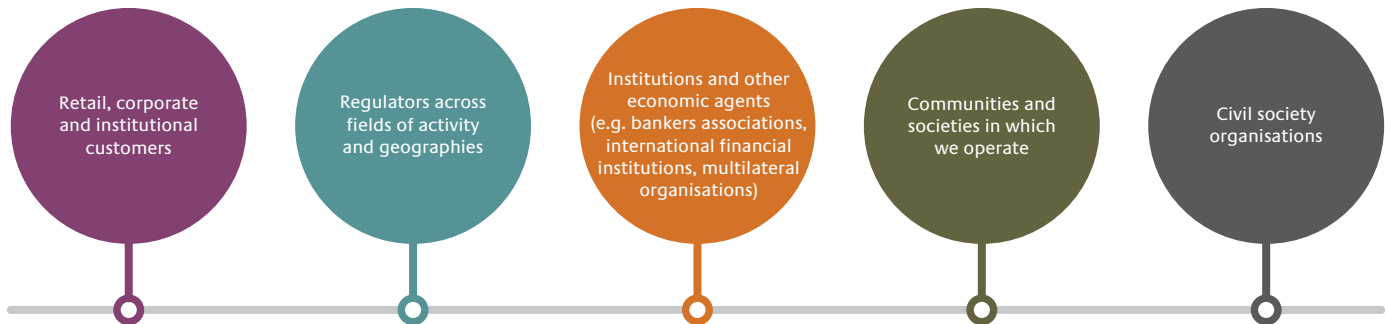 Retail, corporate
and institutional
customers
Regulators across
fields of activity
and geographies
Institutions and other
economic agents
(e.g. bankers associations,
international financial
institutions, multilateral
organisations)
Communities and
societies in which
we operate
Civil society
organisations